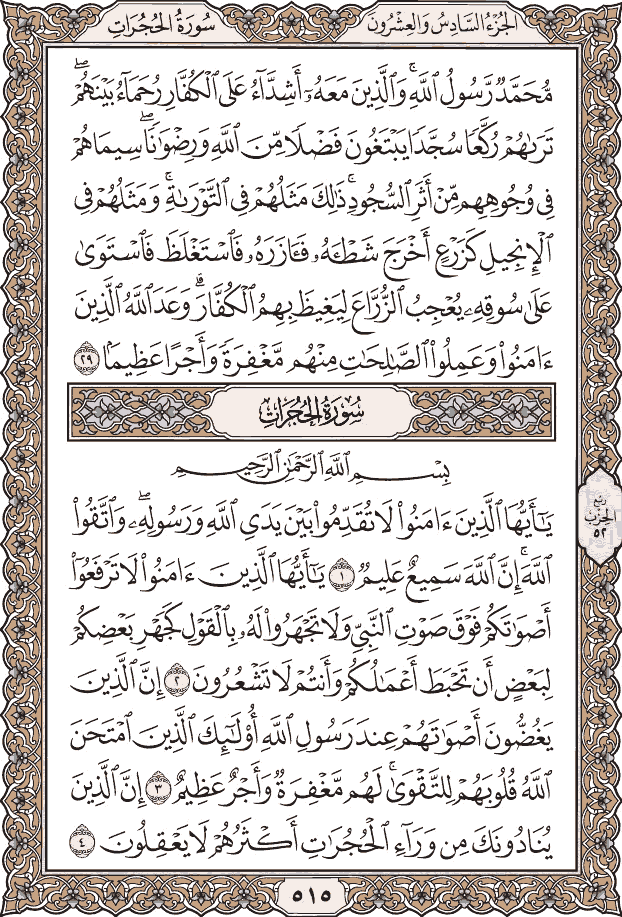 الجُزْءُ السَّادِسُ وَالْعِشْرُونَ
سُورَةُ الحُجُرَاتِ
مُّحَمَّدٌ رَّسُولُ ٱللَّهِۚ وَٱلَّذِينَ مَعَهُۥٓ أَشِدَّآءُ عَلَى ٱلْكُفَّارِ رُحَمَآءُ بَيْنَهُمْۖ
تَرَىٰهُمْ رُكَّعًا سُجَّدًا يَبْتَغُونَ فَضْلًا مِّنَ ٱللَّهِ وَرِضْوَٰنًاۖ سِيمَاهُمْ
فِى وُجُوهِهِم مِّنْ أَثَرِ ٱلسُّجُودِۚ ذَٰلِكَ مَثَلُهُمْ فِى ٱلتَّوْرَىٰةِۚ وَمَثَلُهُمْ فِى
ٱلْإِنجِيلِ كَزَرْعٍ أَخْرَجَ شَطْـَٔهُۥ فَـَٔازَرَهُۥ فَٱسْتَغْلَظَ فَٱسْتَوَىٰ
عَلَىٰ سُوقِهِۦ يُعْجِبُ ٱلزُّرَّاعَ لِيَغِيظَ بِهِمُ ٱلْكُفَّارَۗ وَعَدَ ٱللَّهُ ٱلَّذِينَ
ءَامَنُوا۟ وَعَمِلُوا۟ ٱلصَّٰلِحَٰتِ مِنْهُم مَّغْفِرَةً وَأَجْرًا عَظِيمًۢا ٢٩
سُورَةُ الحُجُرَاتِ
بِسْمِ ٱللَّهِ ٱلرَّحْمَٰنِ ٱلرَّحِيمِ
يَٰٓأَيُّهَا ٱلَّذِينَ ءَامَنُوا۟ لَا تُقَدِّمُوا۟ بَيْنَ يَدَىِ ٱللَّهِ وَرَسُولِهِۦۖ وَٱتَّقُوا۟
ٱللَّهَۚ إِنَّ ٱللَّهَ سَمِيعٌ عَلِيمٌ ١ يَٰٓأَيُّهَا ٱلَّذِينَ ءَامَنُوا۟ لَا تَرْفَعُوٓا۟
أَصْوَٰتَكُمْ فَوْقَ صَوْتِ ٱلنَّبِىِّ وَلَا تَجْهَرُوا۟ لَهُۥ بِٱلْقَوْلِ كَجَهْرِ بَعْضِكُمْ
لِبَعْضٍ أَن تَحْبَطَ أَعْمَٰلُكُمْ وَأَنتُمْ لَا تَشْعُرُونَ ٢ إِنَّ ٱلَّذِينَ
يَغُضُّونَ أَصْوَٰتَهُمْ عِندَ رَسُولِ ٱللَّهِ أُو۟لَٰٓئِكَ ٱلَّذِينَ ٱمْتَحَنَ
ٱللَّهُ قُلُوبَهُمْ لِلتَّقْوَىٰۚ لَهُم مَّغْفِرَةٌ وَأَجْرٌ عَظِيمٌ ٣ إِنَّ ٱلَّذِينَ
يُنَادُونَكَ مِن وَرَآءِ ٱلْحُجُرَٰتِ أَكْثَرُهُمْ لَا يَعْقِلُونَ ٤
رُبع
الحِزْب
٥٢
٥١٥